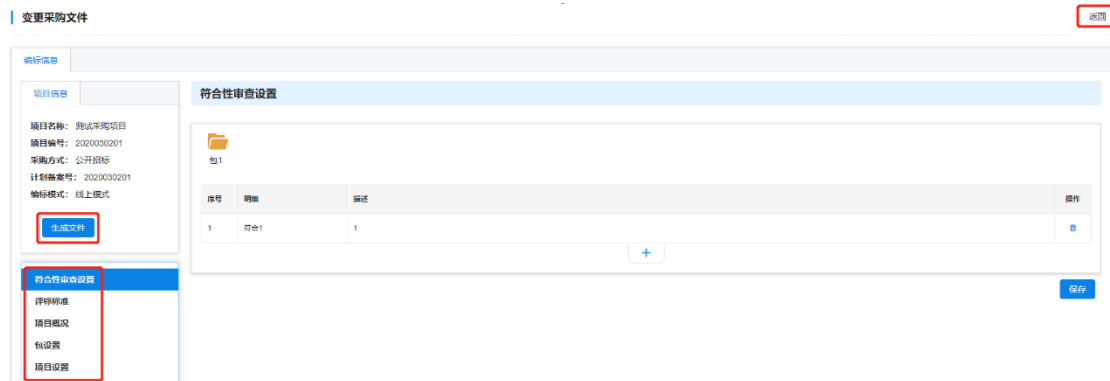 变更采购文件
返回
编标信息
项目信息
项目名称： 测试采购项目
项目编号： 2020030201
采购方式： 公开招标
计划备案号： 2020030201
编标模式： 线上模式
生成文件
符合性审查设置
评标标准
项目概况
包设置
项目设置
符合性审查设置
包1
序号 明细 描述 操作
1 符合1 1
保存